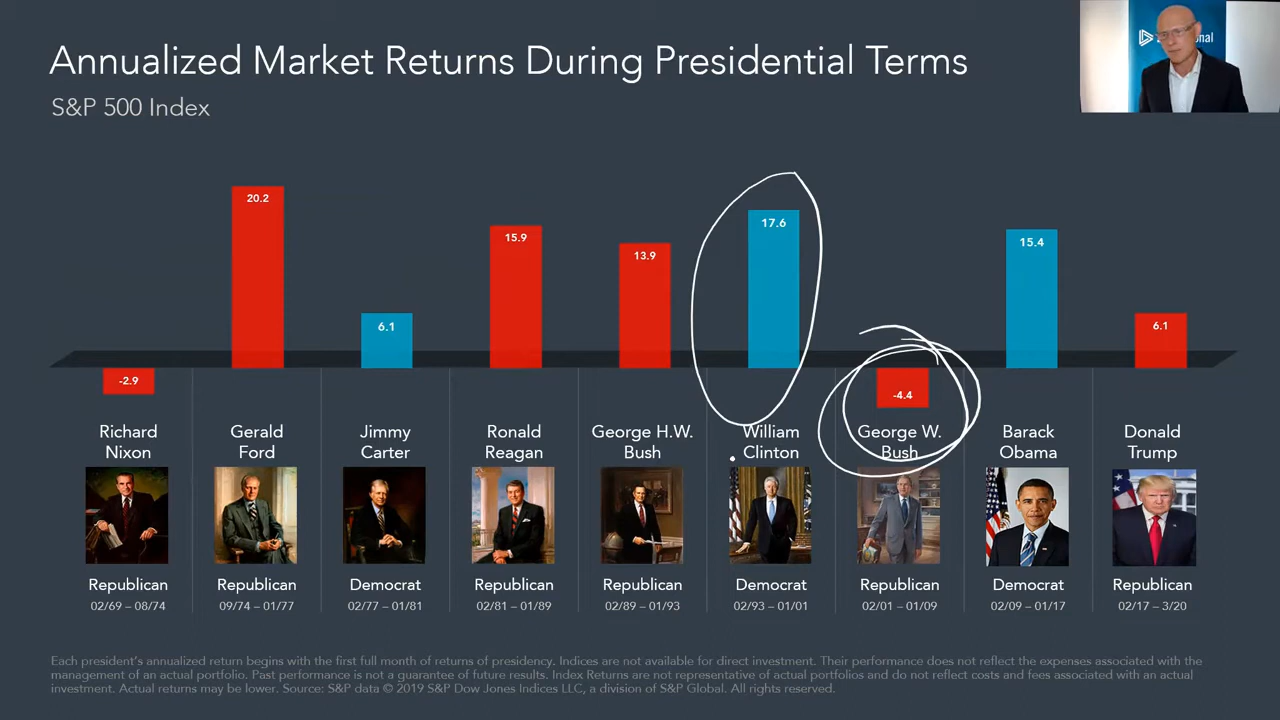 Annualized Market Returns During Presidential Terms
S&P 500 Index
20.2
15.9
13.9
17.6
15.4
6.1
6.1
-2.9
-4.4
Richard
Nixon
Gerald
Ford
Jimmy
Carter
Ronald
Reagan
George H.W.
Bush
William
Clinton
George W.
Bush
Barack
Obama
Donald
Trump
Republican
02/69 – 08/74
Republican
09/74 – 01/77
Democrat
02/77 – 01/81
Republican
02/81 – 01/89
Republican
02/89 – 01/93
Democrat
02/93 – 01/01
Republican
02/01 – 01/09
Democrat
02/09 – 01/17
Republican
02/17 – 3/20
Each president's annualized return begins with the first full month of returns of presidency. Indices are not available for direct investment. Their performance does not reflect the expenses associated with the
management of an actual portfolio. Past performance is not a guarantee of future results. Index Returns are not representative of actual portfolios and do not reflect costs and fees associated with an actual
investment. Actual returns may be lower. Source: S&P data © 2019 S&P Dow Jones Indices LLC, a division of S&P Global. All rights reserved.